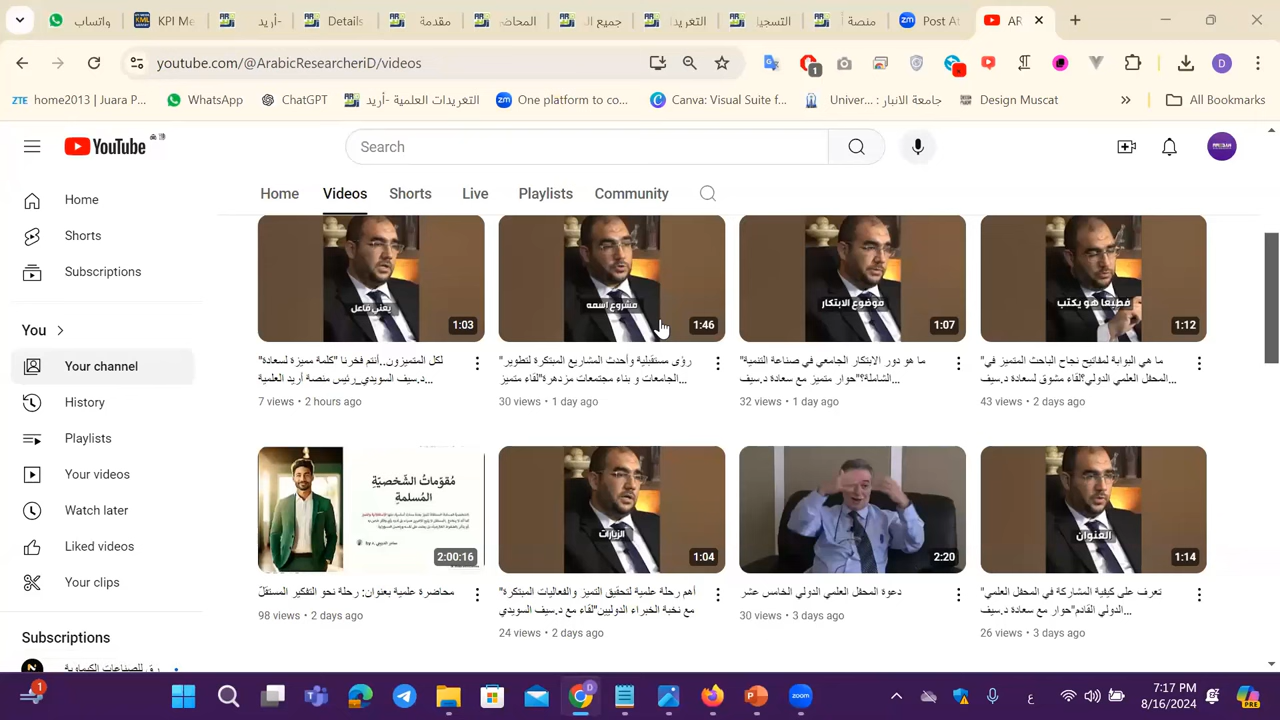 واتساب
KPI Me
أريد-
Details
مقدمة
المحاضر
جميع ال
التغريدا
التسجيا
منصة
Post At
AR
youtube.com/@ArabicResearcheriD/videos
1
D
ZTE home2013 | Juara P...
WhatsApp
ChatGPT
التغريدات العلمية -أريد
One platform to co...
Canva: Visual Suite f...
Univer... : جامعة الانبار
Design Muscat
»
All Bookmarks
YouTube
Search
Home
Videos
Shorts
Live
Playlists
Community
Home
Shorts
Subscriptions
You
Your channel
History
Playlists
Your videos
Watch later
Liked videos
Your clips
Subscriptions
يعني فاعل
1:03
مشروع اسمه
1:46
موضوع الابتكار
1:07
فطيعا هو يكتب
1:12
لكل المتميزون..أنتم فخرنا "كلمة مميزة لسعادة"
د.سيف السويدي_رئيس منصة أريد العلمية...
7 views • 2 hours ago
رؤى مستقبلية وأحدث المشاريع المبتكرة لتطوير"
الجامعات و بناء مجتمعات مزدهرة"لقاء متميز...
30 views • 1 day ago
ما هو دور الابتكار الجامعي في صناعة التنمية"
الشاملة؟"حوار متميز مع سعادة د.سيف...
32 views • 1 day ago
ما هي البوابة لمفاتيح نجاح الباحث المتميز في"
المحفل العلمي الدولي؟لقاء مشوق لسعادة د.سيف...
43 views • 2 days ago
مُقوّماتُ الشَّخصيَّةِ
المُسلمةِ
2:00:16
الزيارات
1:04
2:20
العنوان
1:14
محاضرة علمية بعنوان: رحلة نحو التفكير المستقلّ
98 views • 2 days ago
أهم رحلة علمية لتحقيق التميز والفعاليات المبتكرة"
مع نخبة الخبراء الدوليين"لقاء مع د.سيف السويدي
24 views • 2 days ago
دعوة المحفل العلمي الدولي الخامس عشر
30 views • 3 days ago
تعرف على كيفية المشاركة في المحفل العلمي"
الدولي القادم"حوار مع سعادة د.سيف...
26 views • 3 days ago
1
ع
7:17 PM
8/16/2024
PRE